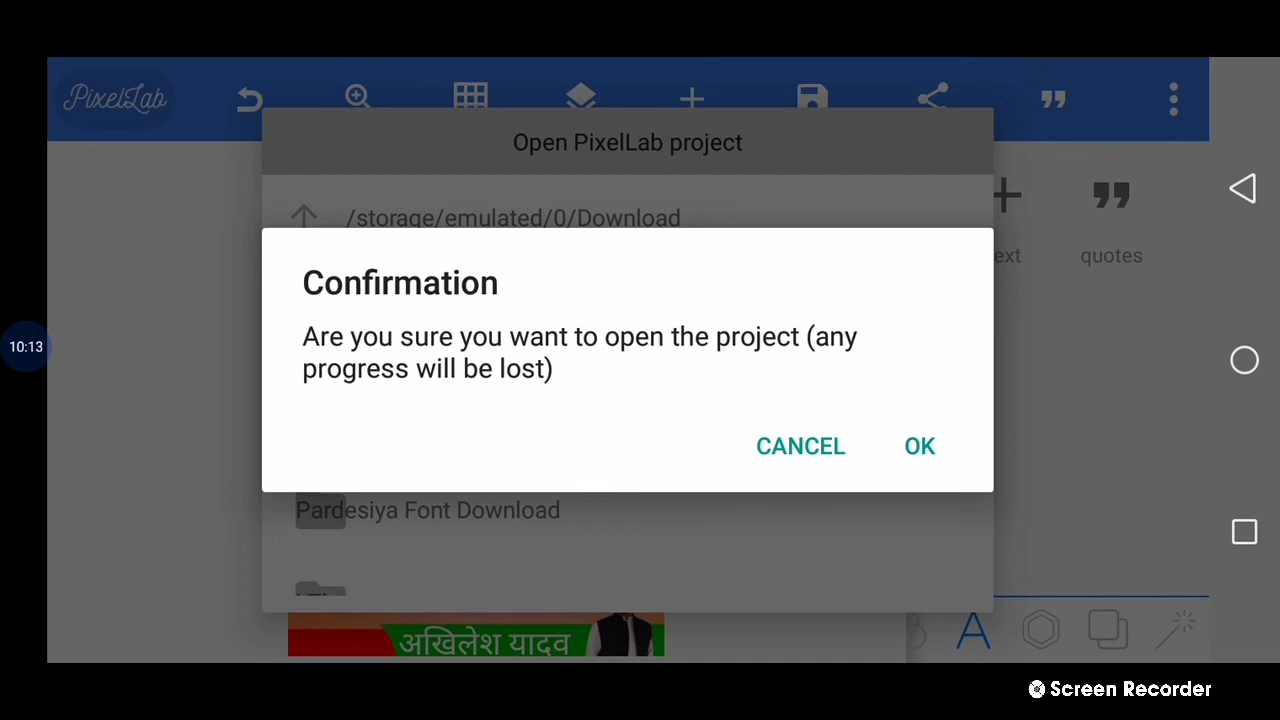 PixelLab
Open PixelLab project
/storage/emulated/0/Download
ext
quotes
Confirmation
Are you sure you want to open the project (any
progress will be lost)
10:13
CANCEL
OK
Pardesiya Font Download
A
अखिलेश यादव
Screen Recorder